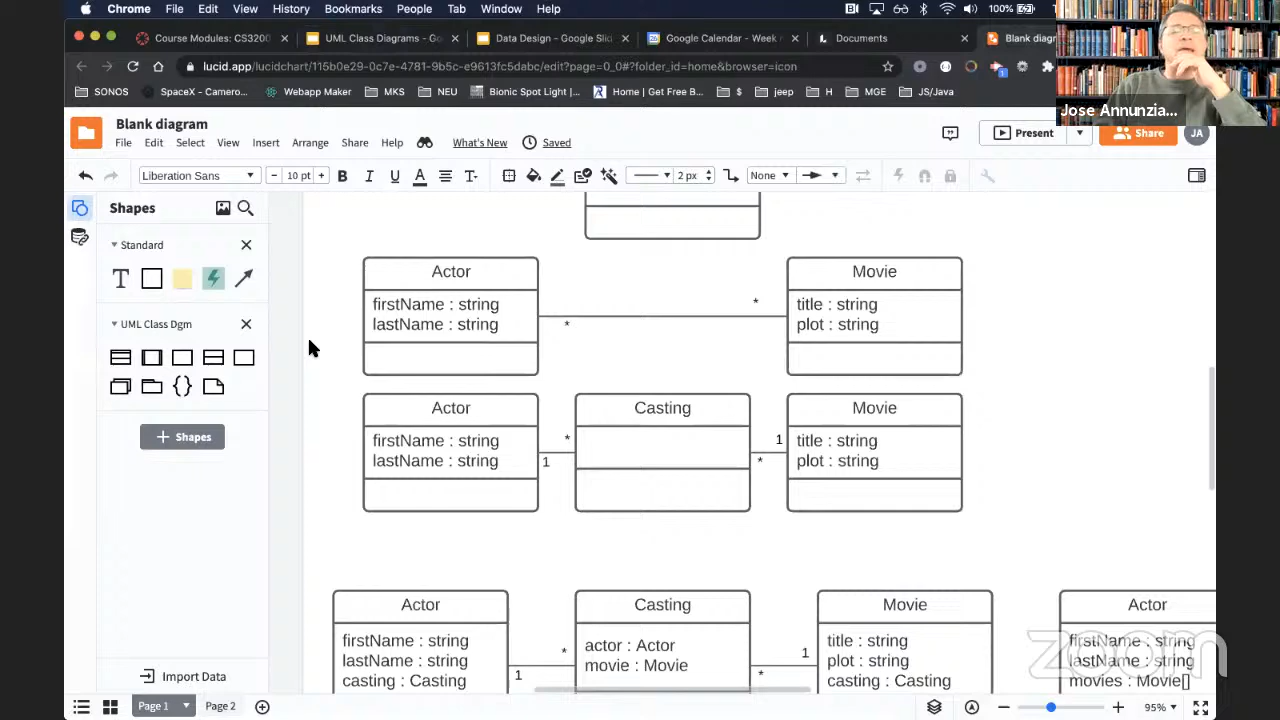 Chrome File Edit View History Bookmarks People Tab Window Help 100%
Course Modules: CS3200 UML Class Diagrams - Go Data Design - Google Slid Google Calendar - Week Documents Blank diagra
lucid.app/lucidchart/115b0e29-0c7e-4781-9b5c-e9613fc5dabc/edit?page=0_0#?folder_id=home&browser=icon
SONOS SpaceX - Camero... Webapp Maker MKS NEU Bionic Spot Light |... Home | Get Free B... $ jeep H MGE JS/Java
Jose Annunzia...
Blank diagram
File Edit Select View Insert Arrange Share Help What's New Saved
Present Share JA
Liberation Sans - 10 pt + B I U A T 2 px None
Shapes
Standard
T
UML Class Dgm
{}
+ Shapes
Import Data
Actor
firstName : string
lastName : string
*
*
Movie
title : string
plot : string
Actor
firstName : string
lastName : string
*
1
Casting
1
*
Movie
title : string
plot : string
Actor
firstName : string
lastName : string
casting : Casting
*
1
Casting
actor : Actor
movie : Movie
1
*
Movie
title : string
plot : string
casting : Casting
Actor
firstName : string
lastName : string
movies : Movie[]
zoom
Page 1 Page 2 95%